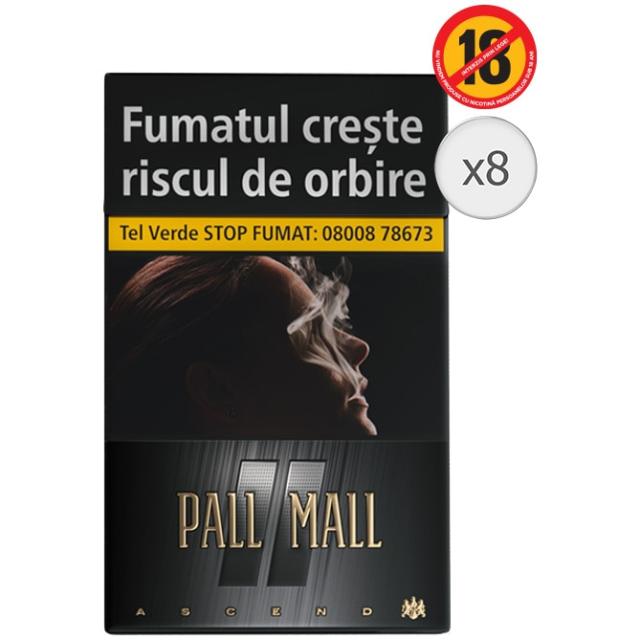 18
INTERZIS PRIN LEGE!
NU VINDEM PRODUSE CU NICOTINĂ PERSOANELOR SUB 18 ANI
x8
Fumatul crește
riscul de orbire
Tel Verde STOP FUMAT: 08008 78673
PALL MALL
ASCEND